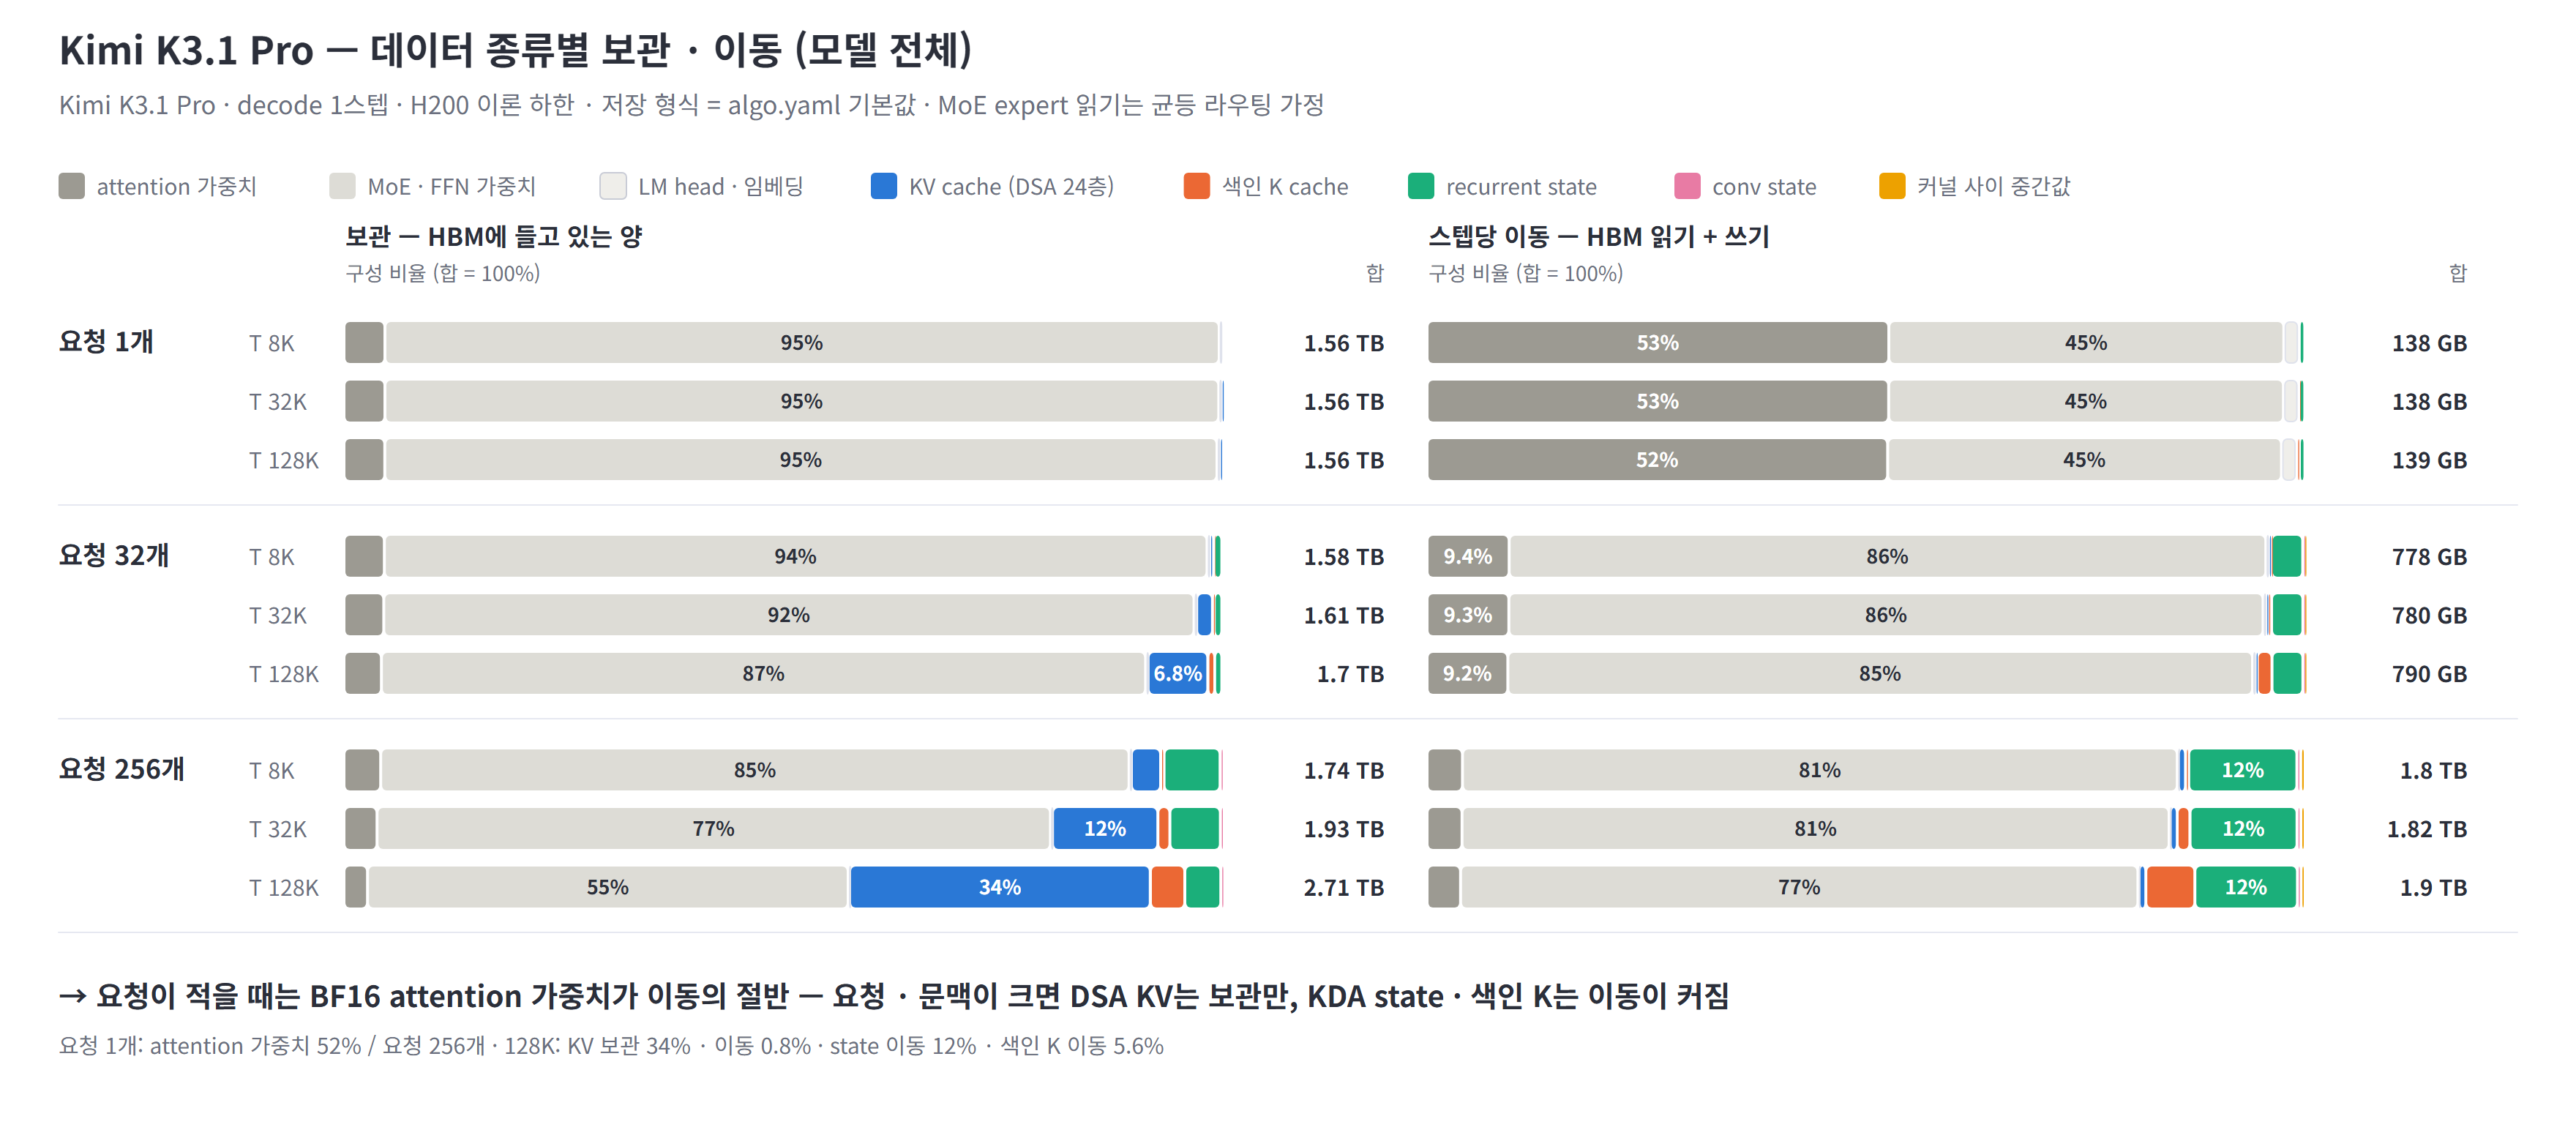 Kimi K3.1 Pro — 데이터 종류별 보관 · 이동 (모델 전체)
Kimi K3.1 Pro · decode 1스텝 · H200 이론 하한 · 저장 형식 = algo.yaml 기본값 · MoE expert 읽기는 균등 라우팅 가정
attention 가중치 MoE · FFN 가중치 LM head · 임베딩 KV cache (DSA 24층) 색인 K cache recurrent state conv state 커널 사이 중간값
보관 — HBM에 들고 있는 양 스텝당 이동 — HBM 읽기 + 쓰기
구성 비율 (합 = 100%) 합 구성 비율 (합 = 100%) 합
요청 1개 T 8K 95% 1.56 TB 53% 45% 138 GB
T 32K 95% 1.56 TB 53% 45% 138 GB
T 128K 95% 1.56 TB 52% 45% 139 GB
요청 32개 T 8K 94% 1.58 TB 9.4% 86% 778 GB
T 32K 92% 1.61 TB 9.3% 86% 780 GB
T 128K 87% 6.8% 1.7 TB 9.2% 85% 790 GB
요청 256개 T 8K 85% 1.74 TB 81% 12% 1.8 TB
T 32K 77% 12% 1.93 TB 81% 12% 1.82 TB
T 128K 55% 34% 2.71 TB 77% 12% 1.9 TB
→ 요청이 적을 때는 BF16 attention 가중치가 이동의 절반 — 요청 · 문맥이 크면 DSA KV는 보관만, KDA state · 색인 K는 이동이 커짐
요청 1개: attention 가중치 52% / 요청 256개 · 128K: KV 보관 34% · 이동 0.8% · state 이동 12% · 색인 K 이동 5.6%